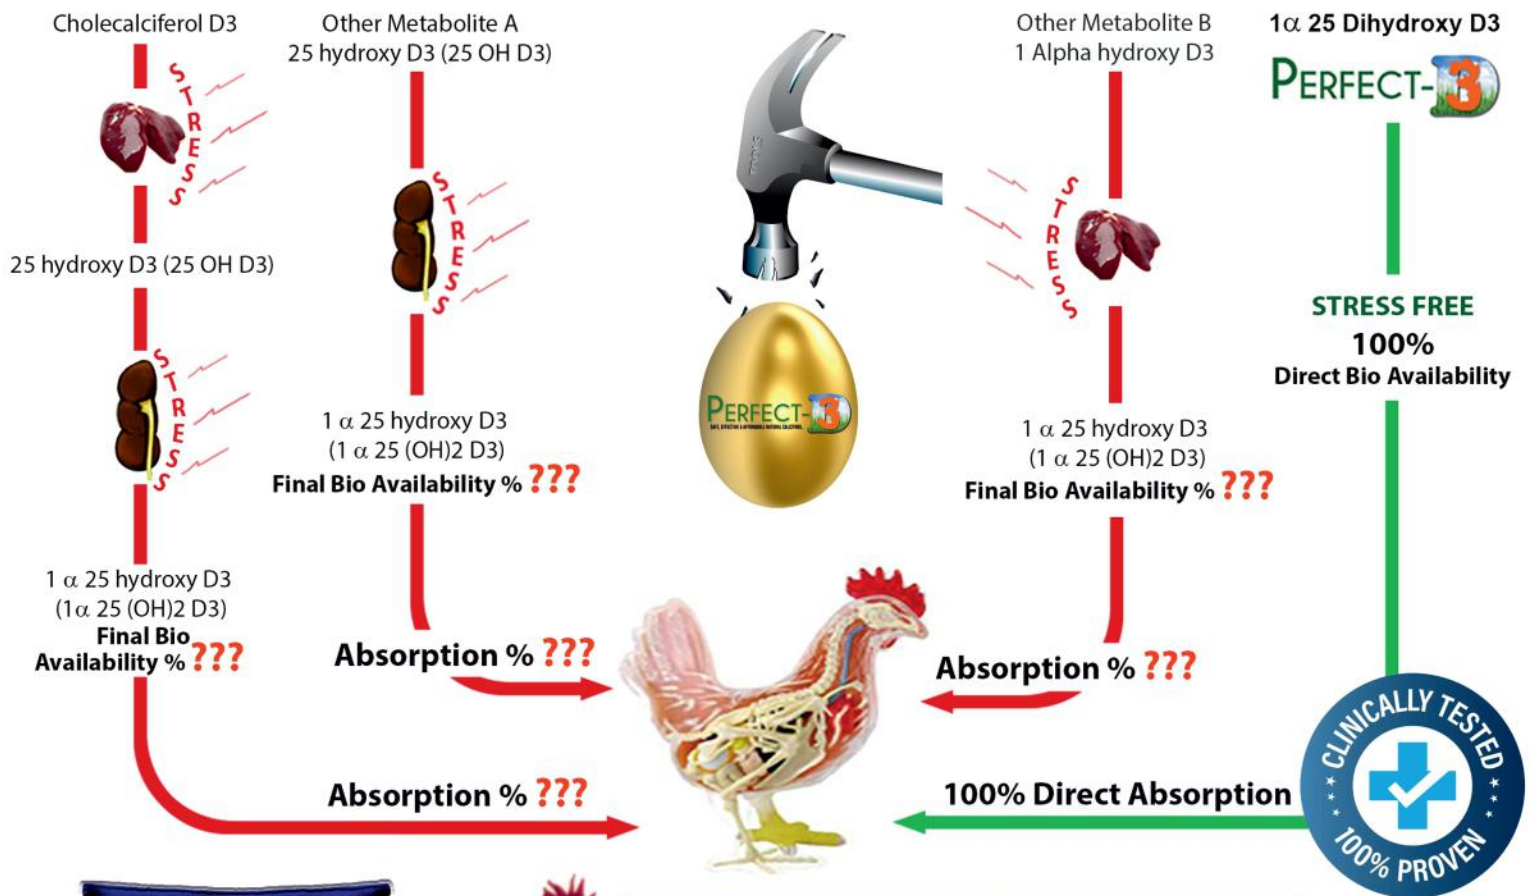 Cholecalciferol D3
STRESS
25 hydroxy D3 (25 OH D3)
STRESS
1 α 25 hydroxy D3
(1α 25 (OH)2 D3)
Final Bio
Availability % ???
Absorption % ???
Other Metabolite A
25 hydroxy D3 (25 OH D3)
STRESS
1 α 25 hydroxy D3
(1 α 25 (OH)2 D3)
Final Bio Availability % ???
Absorption % ???
PERFECT-D3
Other Metabolite B
1 Alpha hydroxy D3
STRESS
1 α 25 hydroxy D3
(1 α 25 (OH)2 D3)
Final Bio Availability % ???
Absorption % ???
1α 25 Dihydroxy D3
PERFECT-D3
STRESS FREE
100%
Direct Bio Availability
100% Direct Absorption
CLINICALLY TESTED
100% PROVEN